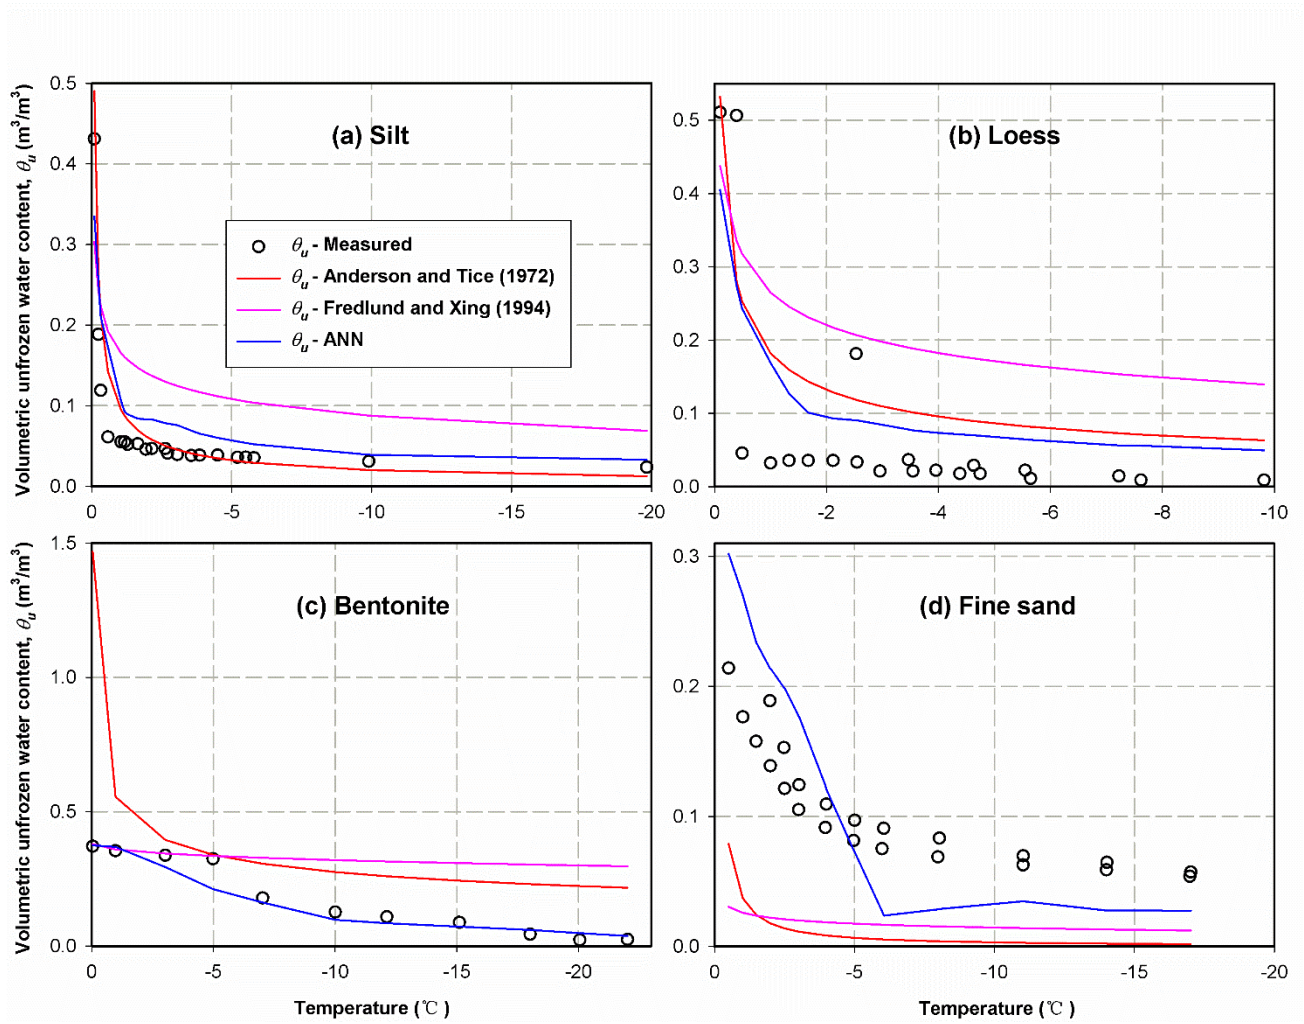 Volumetric unfrozen water content, θu (m³/m³)
0.5
0.4
0.3
0.2
0.1
0.0
(a) Silt
θu - Measured
θu - Anderson and Tice (1972)
θu - Fredlund and Xing (1994)
θu - ANN
0 -5 -10 -15 -20
0.5
0.4
0.3
0.2
0.1
0.0
(b) Loess
0 -2 -4 -6 -8 -10
Volumetric unfrozen water content, θu (m³/m³)
1.5
1.0
0.5
0.0
(c) Bentonite
0 -5 -10 -15 -20
Temperature (℃)
0.3
0.2
0.1
0.0
(d) Fine sand
0 -5 -10 -15 -20
Temperature (℃)